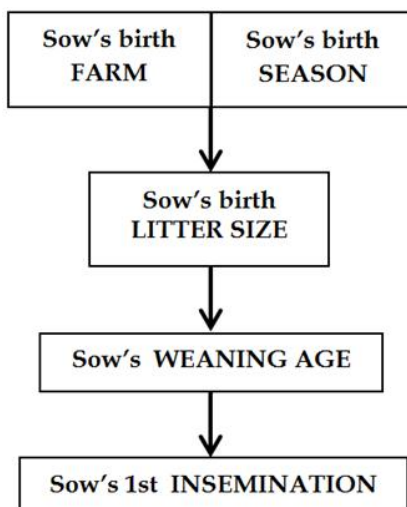 Sow's birth
FARM
Sow's birth
SEASON
Sow's birth
LITTER SIZE
Sow's WEANING AGE
Sow's 1st INSEMINATION